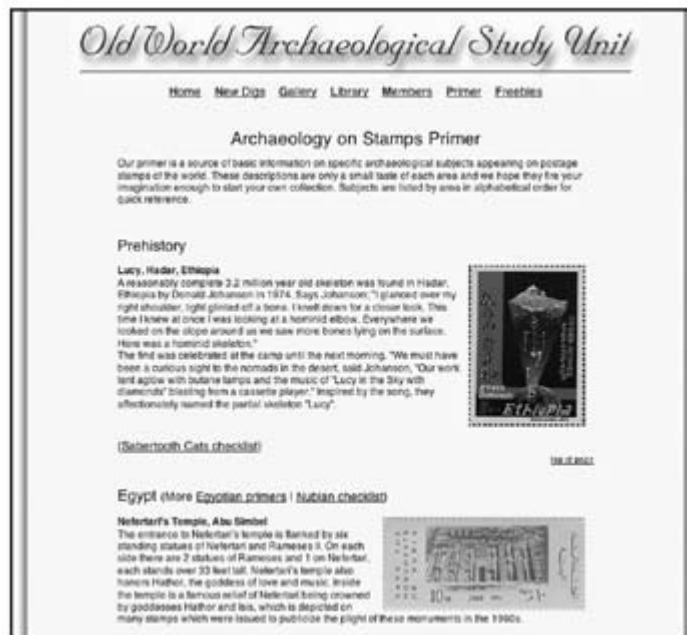 Old World Archaeological Study Unit
Home New Digs Gallery Library Members Primer Freebies
Archaeology on Stamps Primer
Our primer is a source of basic information on specific archaeological subjects appearing on postage
stamps of the world. These descriptions are only a small taste of each area and we hope they fire your
imagination enough to start your own collection. Subjects are listed by area in alphabetical order for
quick reference.
Prehistory
Lucy, Hadar, Ethiopia
A reasonably complete 3.2 million year old skeleton was found in Hadar,
Ethiopia by Donald Johanson in 1974. Says Johanson: "I glanced over my
right shoulder, light glinted off a bone. I knelt down for a closer look. This
time I knew at once I was looking at a hominid elbow. Everywhere we
looked on the slope around us we saw more bones lying on the surface.
Here was a hominid skeleton."
The find was celebrated at the camp until the next morning. "We must have
been a curious sight to the nomads in the desert, said Johanson, "Our work
tent aglow with butane lamps and the music of "Lucy in the Sky with
diamonds" blasting from a cassette player." Inspired by the song, they
affectionately named the partial skeleton "Lucy".
Ethiopia
(Sabertooth Cats checklist)
top of page
Egypt (More Egyptian primers | Nubian checklist)
Nefertari's Temple, Abu Simbel
The entrance to Nefertari's temple is flanked by six
standing statues of Nefertari and Rameses II. On each
side there are 2 statues of Rameses and 1 on Nefertari,
each stands over 33 feet tall. Nefertari's temple also
honors Hathor, the goddess of love and music. Inside
the temple is a famous relief of Nefertari being crowned
by goddesses Hathor and Isis, which is depicted on
many stamps which were issued to publicize the plight of these monuments in the 1960s.
10